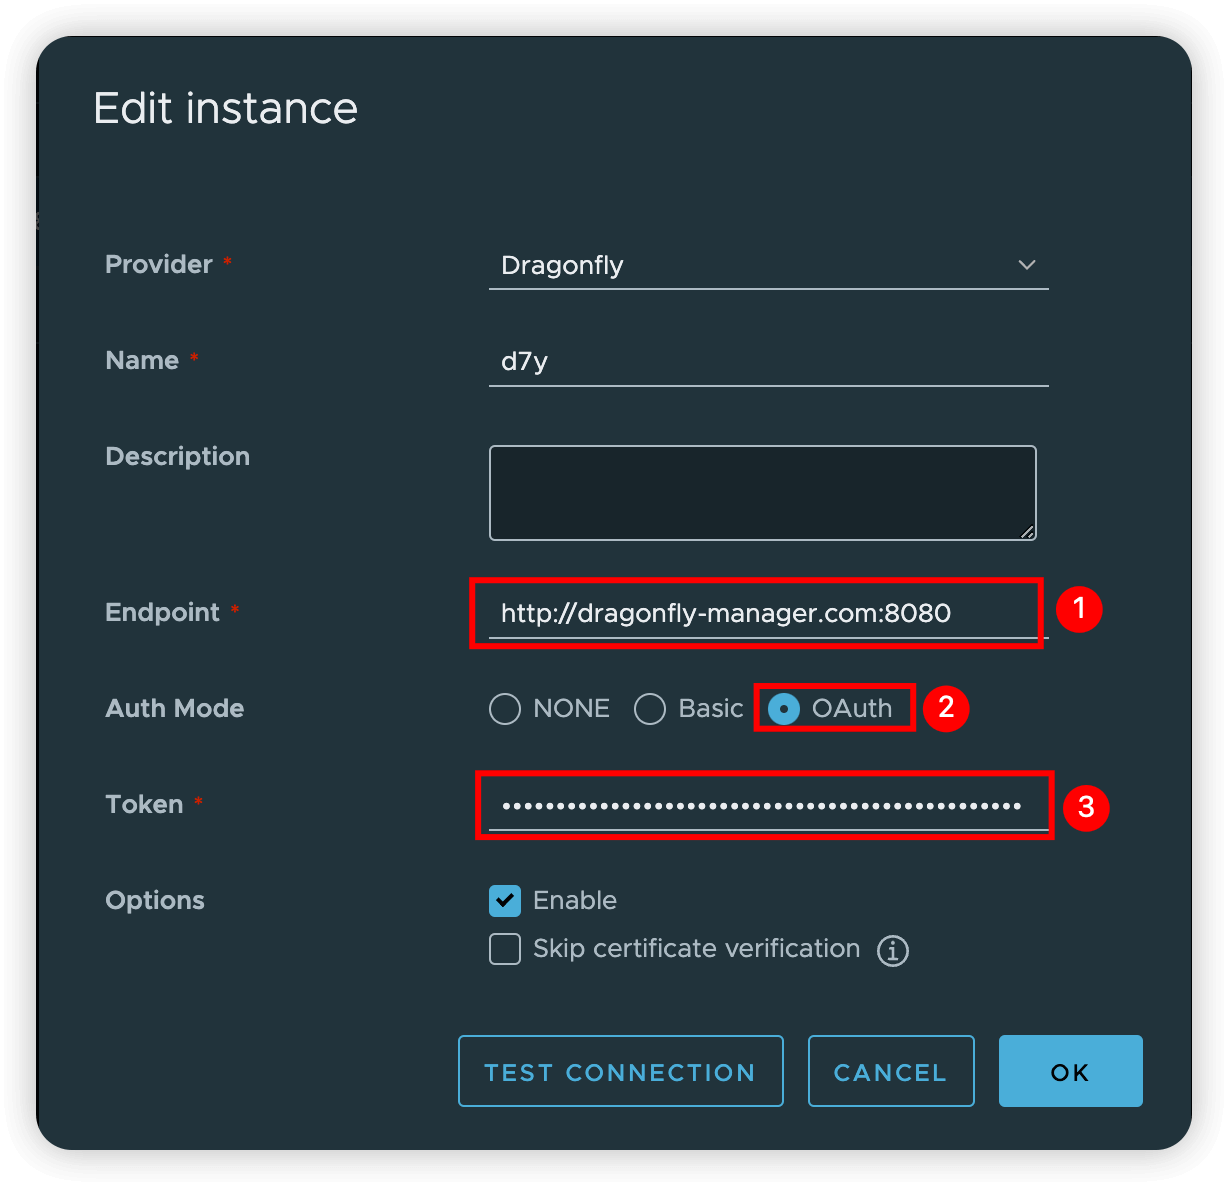 Edit instance
Provider *
Dragonfly
Name *
d7y
Description
Endpoint *
http://dragonfly-manager.com:8080
1
Auth Mode
NONE Basic OAuth
2
Token *
••••••••••••••••••••••••••••••••••••••••••••••••
3
Options
Enable
Skip certificate verification
TEST CONNECTION CANCEL OK